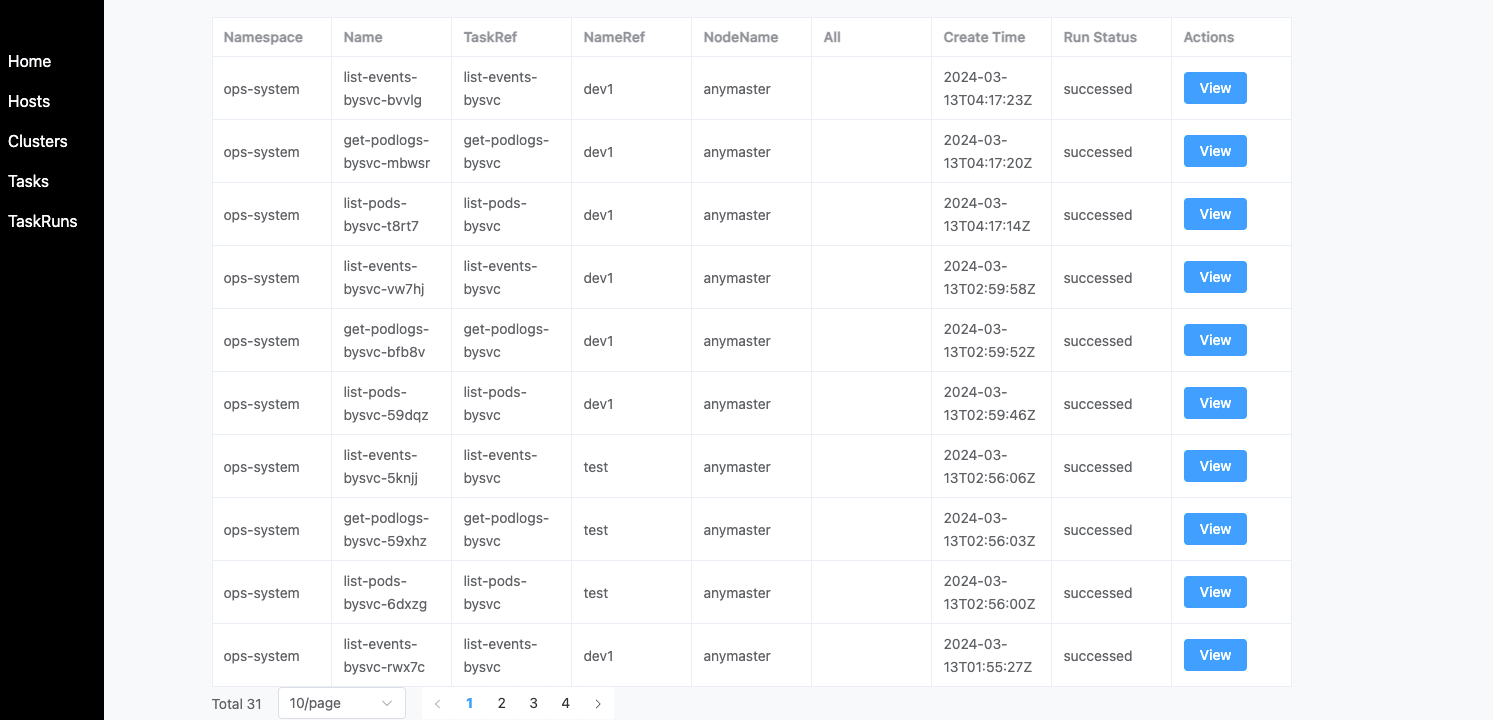 Home
Hosts
Clusters
Tasks
TaskRuns
Namespace Name TaskRef NameRef NodeName All Create Time Run Status Actions
ops-system list-events-bysvc-bvvlg list-events-bysvc dev1 anymaster 2024-03-13T04:17:23Z successed View
ops-system get-podlogs-bysvc-mbwsr get-podlogs-bysvc dev1 anymaster 2024-03-13T04:17:20Z successed View
ops-system list-pods-bysvc-t8rt7 list-pods-bysvc dev1 anymaster 2024-03-13T04:17:14Z successed View
ops-system list-events-bysvc-vw7hj list-events-bysvc dev1 anymaster 2024-03-13T02:59:58Z successed View
ops-system get-podlogs-bysvc-bfb8v get-podlogs-bysvc dev1 anymaster 2024-03-13T02:59:52Z successed View
ops-system list-pods-bysvc-59dqz list-pods-bysvc dev1 anymaster 2024-03-13T02:59:46Z successed View
ops-system list-events-bysvc-5knjj list-events-bysvc test anymaster 2024-03-13T02:56:06Z successed View
ops-system get-podlogs-bysvc-59xhz get-podlogs-bysvc test anymaster 2024-03-13T02:56:03Z successed View
ops-system list-pods-bysvc-6dxzg list-pods-bysvc test anymaster 2024-03-13T02:56:00Z successed View
ops-system list-events-bysvc-rwx7c list-events-bysvc dev1 anymaster 2024-03-13T01:55:27Z successed View
Total 31 10/page 1 2 3 4